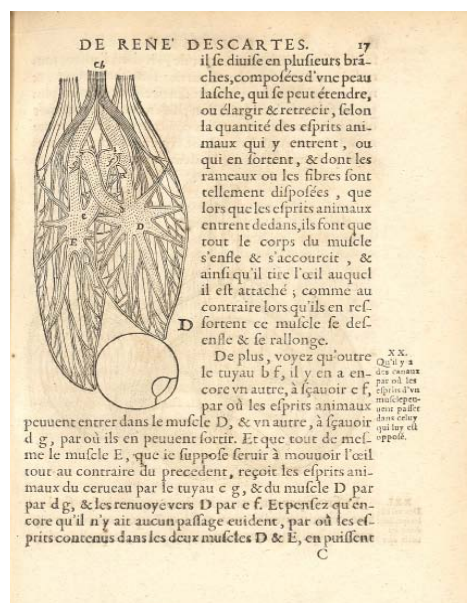 DE RENE' DESCARTES. 17
il se diuise en plusieurs brã-
ches, composées d'vne peau
lasche, qui se peut étendre,
ou élargir & retrecir, selon
la quantité des esprits ani-
maux qui y entrent, ou
qui en sortent, & dont les
rameaux ou les fibres sont
tellement disposées, que
lors que les esprits animaux
entrent dedans, ils font que
tout le corps du muscle
s'enfle & s'accourcit, &
ainsi qu'il tire l'œil auquel
il est attaché; comme au
contraire lors qu'ils en res-
sortent ce muscle se des-
enfle & se rallonge.
De plus, voyez qu'outre
le tuyau b f, il y en a en-
core vn autre, à sçauoir e f,
par où les esprits animaux
peuuent entrer dans le muscle D, & vn autre, à sçauoir
d g, par où ils en peuuent sortir. Et que tout de mes-
me le muscle E, que ie suppose seruir à mouuoir l'œil
tout au contraire du precedent, reçoit les esprits ani-
maux du cerueau par le tuyau c g, & du muscle D par
par d g, & les renuoye vers D par e f. Et pensez qu'en-
core qu'il n'y ait aucun passage euident, par où les es-
prits contenus dans les deux muscles D & E, en puissent
C
XX.
Qu'il y a
des canaux
par où les
esprits d'vn
muscle peu-
uent passer
dans celuy
qui luy est
opposé.
D
E
D